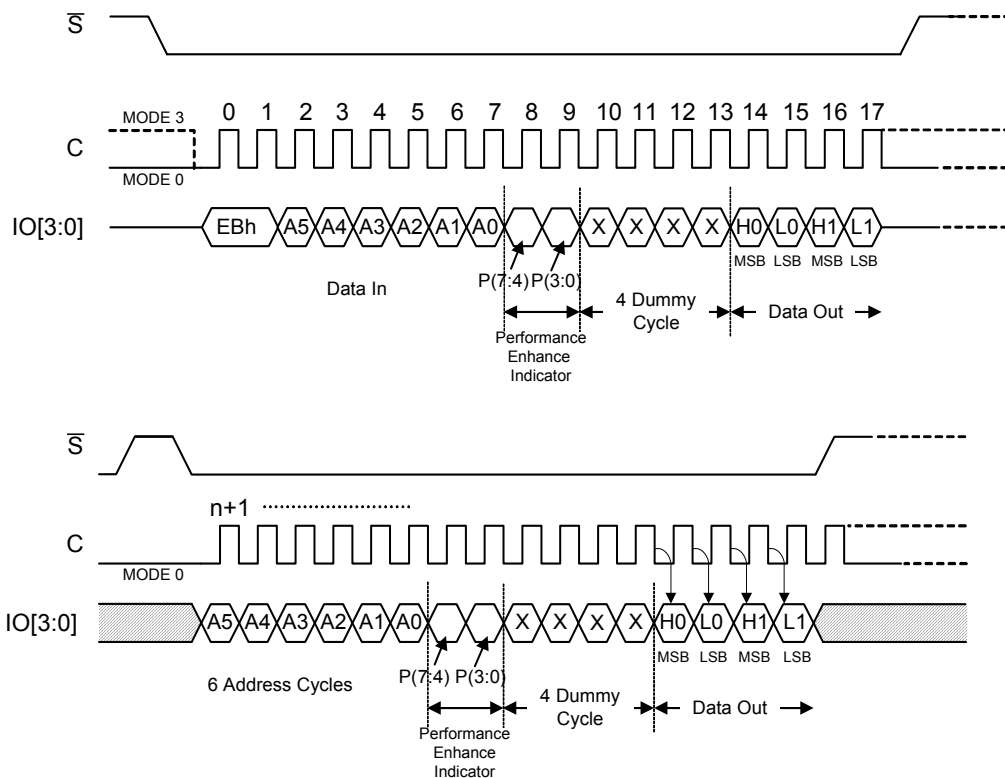 S
MODE 3
0 1 2 3 4 5 6 7 8 9 10 11 12 13 14 15 16 17
C
MODE 0
IO[3:0]
EBh A5 A4 A3 A2 A1 A0 X X X X H0 L0 H1 L1
MSB LSB MSB LSB
P(7:4) P(3:0)
Data In
4 Dummy
Cycle
Data Out
Performance
Enhance
Indicator
S
n+1
C
MODE 0
IO[3:0]
A5 A4 A3 A2 A1 A0 X X X X H0 L0 H1 L1
MSB LSB MSB LSB
P(7:4) P(3:0)
6 Address Cycles
4 Dummy
Cycle
Data Out
Performance
Enhance
Indicator